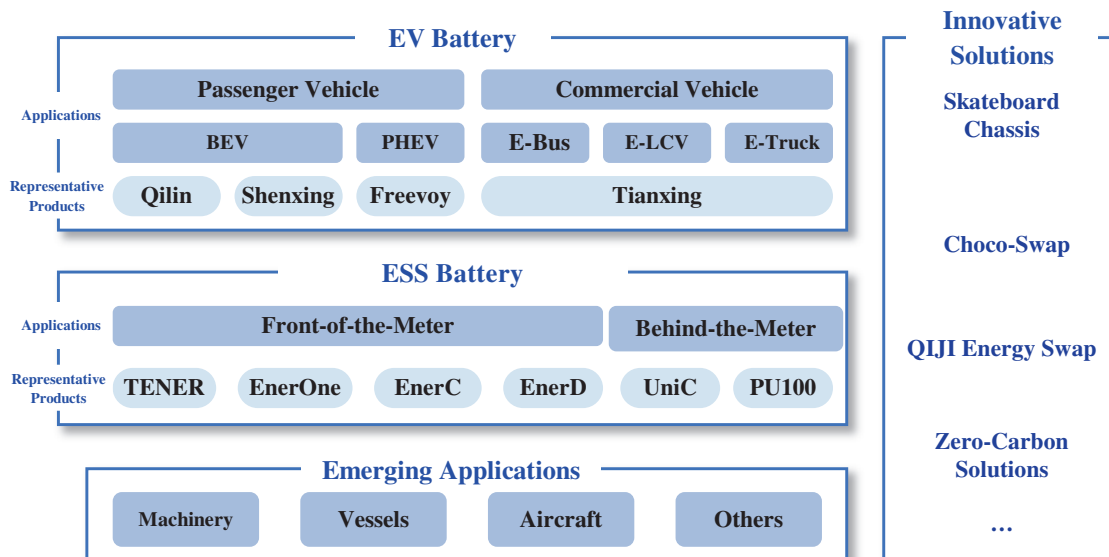 EV Battery
Passenger Vehicle
Commercial Vehicle
Applications
BEV
PHEV
E-Bus
E-LCV
E-Truck
Representative
Products
Qilin
Shenxing
Freevoy
Tianxing
ESS Battery
Applications
Front-of-the-Meter
Behind-the-Meter
Representative
Products
TENER
EnerOne
EnerC
EnerD
UniC
PU100
Emerging Applications
Machinery
Vessels
Aircraft
Others
Innovative
Solutions
Skateboard
Chassis
Choco-Swap
QIJI Energy Swap
Zero-Carbon
Solutions
...